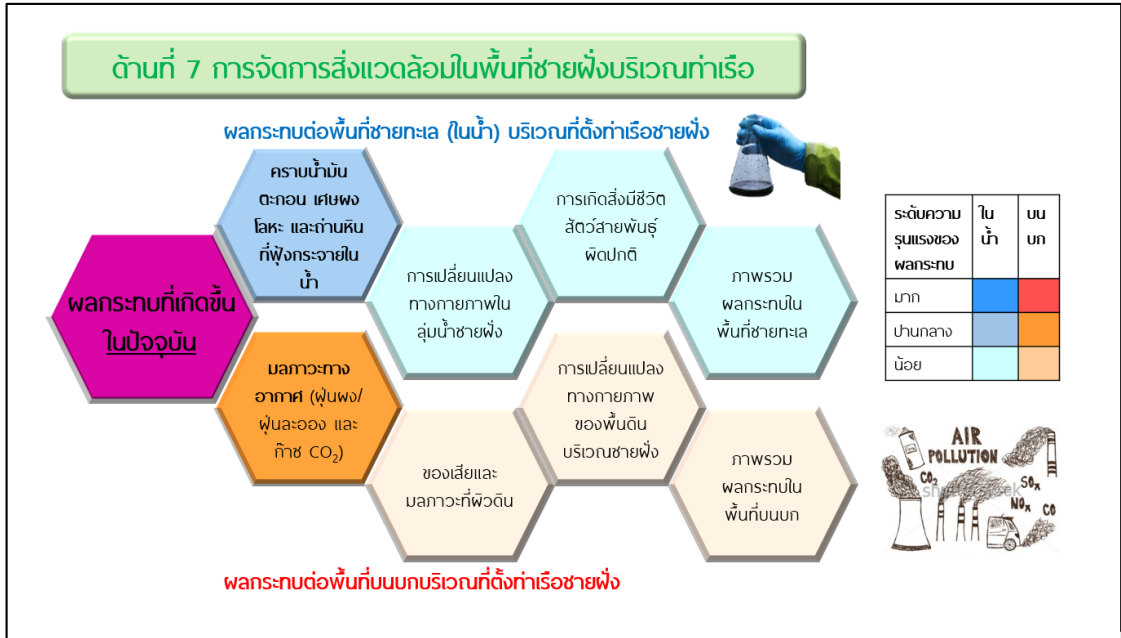 ด้านที่ 7 การจัดการสิ่งแวดล้อมในพื้นที่ชายฝั่งบริเวณท่าเรือ
ผลกระทบต่อพื้นที่ชายทะเล (ในน้ำ) บริเวณที่ตั้งท่าเรือชายฝั่ง
ผลกระทบที่เกิดขึ้น
ในปัจจุบัน
คราบน้ำมัน
ตะกอน เศษผง
โลหะ และถ่านหิน
ที่ฟุ้งกระจายใน
น้ำ
การเปลี่ยนแปลง
ทางกายภาพใน
ลุ่มน้ำชายฝั่ง
การเกิดสิ่งมีชีวิต
สัตว์สายพันธุ์
ผิดปกติ
ภาพรวม
ผลกระทบใน
พื้นที่ชายทะเล
มลภาวะทาง
อากาศ (ฝุ่นผง/
ฝุ่นละออง และ
ก๊าซ CO₂)
ของเสียและ
มลภาวะที่ผิวดิน
การเปลี่ยนแปลง
ทางกายภาพ
ของพื้นดิน
บริเวณชายฝั่ง
ภาพรวม
ผลกระทบใน
พื้นที่บนบก
ผลกระทบต่อพื้นที่บนบกบริเวณที่ตั้งท่าเรือชายฝั่ง
ระดับความ
รุนแรงของ
ผลกระทบ
ใน
น้ำ
บน
บก
มาก
ปานกลาง
น้อย
AIR
POLLUTION
CO₂
SOx
NOx CO